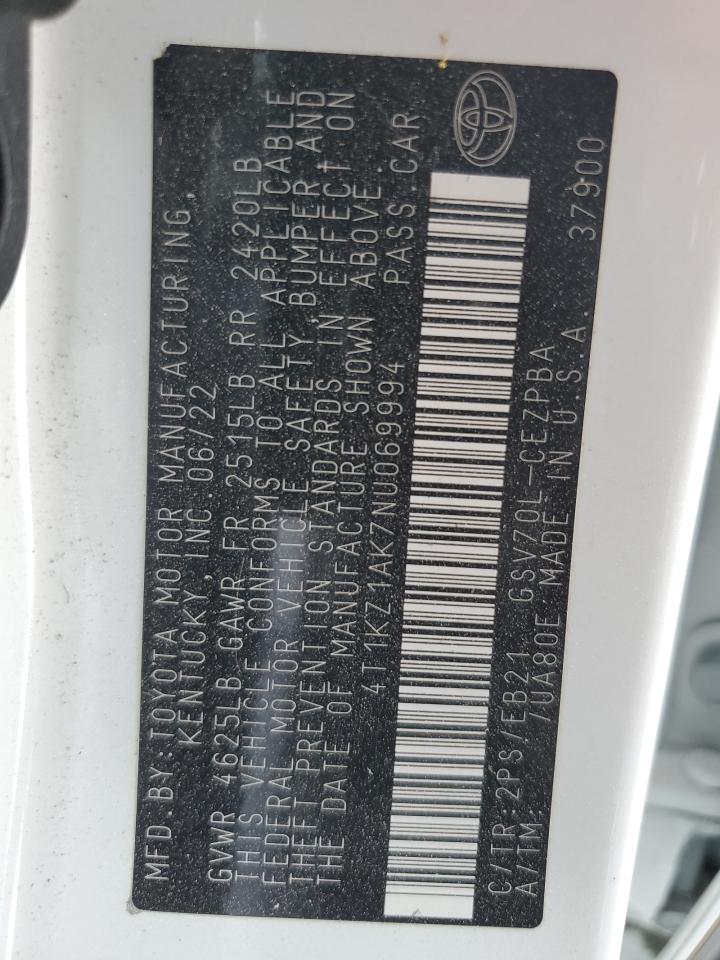 MFD.BY:TOYOTA MOTOR MANUFACTURING,
KENTUCKY, INC. 06/22
GVWR 4625LB GAWR FR 2515LB RR 2420LB
THIS VEHICLE CONFORMS TO ALL APPLICABLE
FEDERAL MOTOR VEHICLE SAFETY,BUMPER AND
THEFT PREVENTION STANDARDS IN EFFECT ON
THE DATE OF MANUFACTURE SHOWN ABOVE.
4T1KZ1AK7NU069994 PASS.CAR
C/TR:2PS/EB21 GSV70L-CEZPBA
A/TM: /UA80E MADE IN U.S.A. 37900